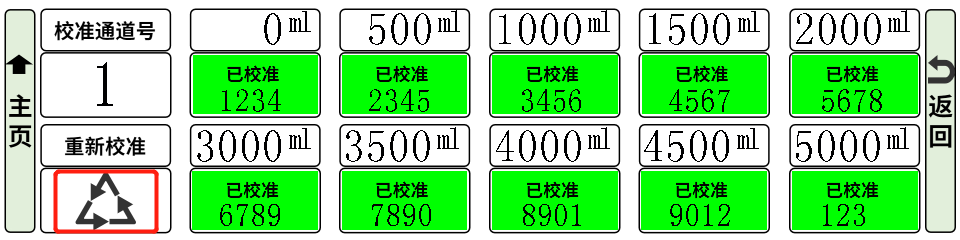 主页
校准通道号
1
重新校准
0ml
已校准
1234
500ml
已校准
2345
1000ml
已校准
3456
1500ml
已校准
4567
2000ml
已校准
5678
3000ml
已校准
6789
3500ml
已校准
7890
4000ml
已校准
8901
4500ml
已校准
9012
5000ml
已校准
123
返回